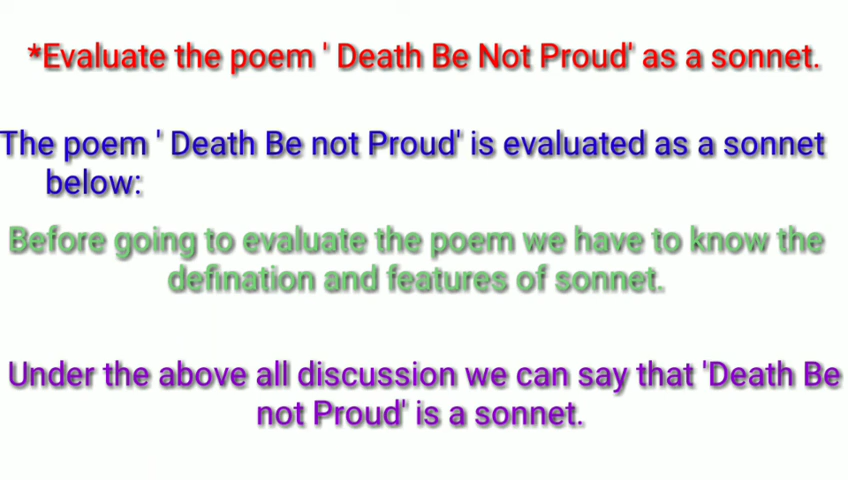 *Evaluate the poem ' Death Be Not Proud' as a sonnet.
The poem ' Death Be not Proud' is evaluated as a sonnet
below:
Before going to evaluate the poem we have to know the
defination and features of sonnet.
Under the above all discussion we can say that 'Death Be
not Proud' is a sonnet.